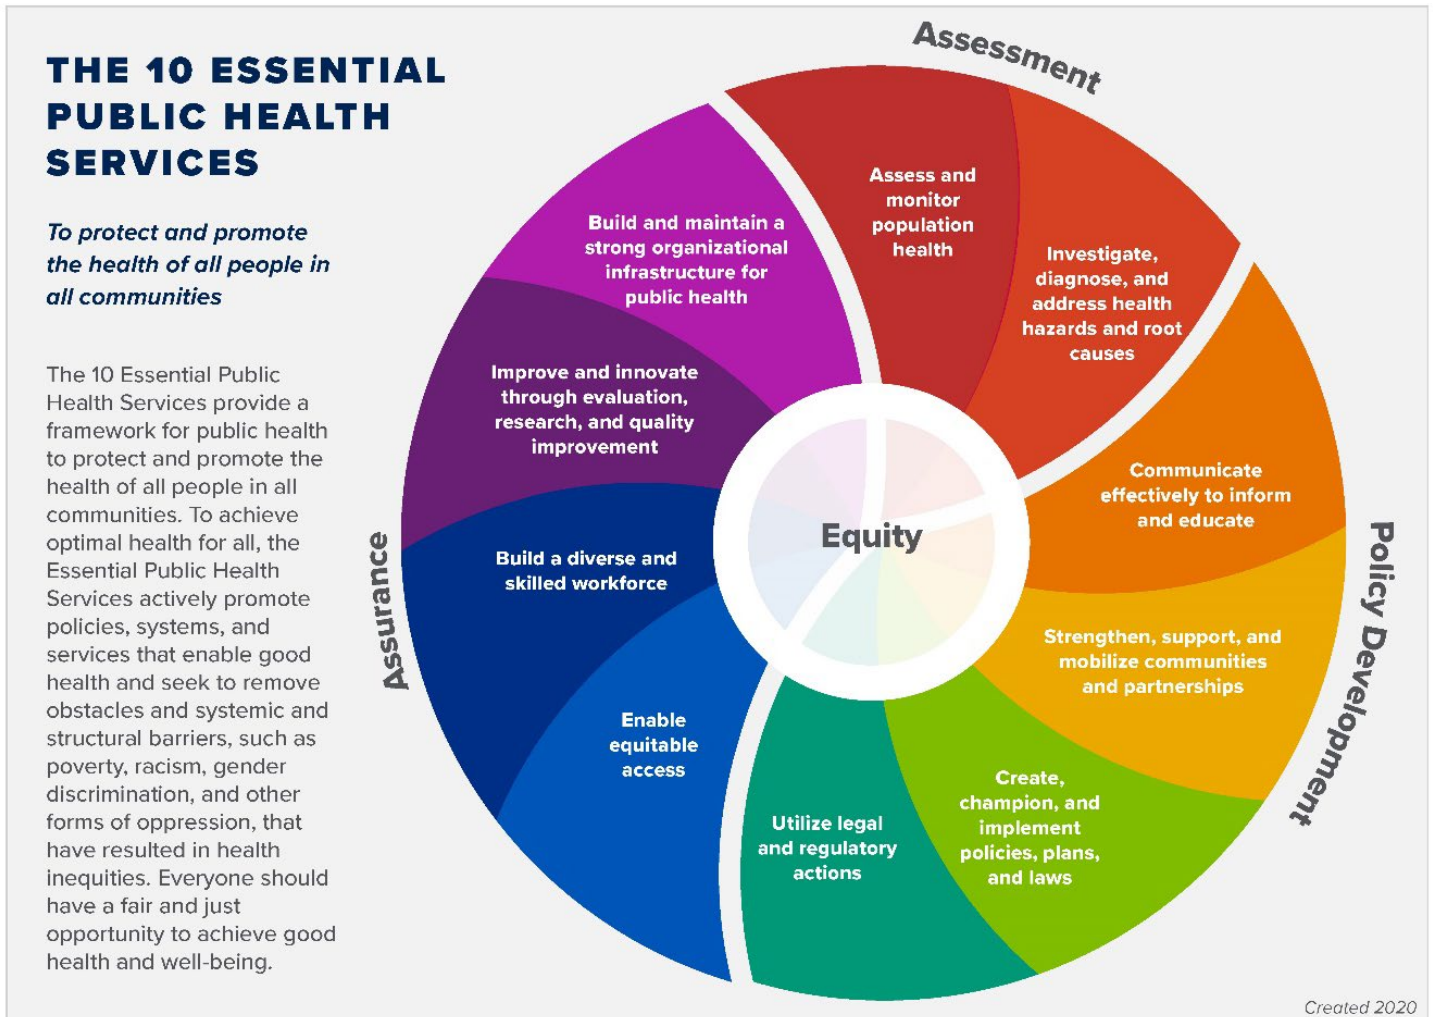 THE 10 ESSENTIAL
PUBLIC HEALTH
SERVICES
To protect and promote
the health of all people in
all communities
The 10 Essential Public
Health Services provide a
framework for public health
to protect and promote the
health of all people in all
communities. To achieve
optimal health for all, the
Essential Public Health
Services actively promote
policies, systems, and
services that enable good
health and seek to remove
obstacles and systemic and
structural barriers, such as
poverty, racism, gender
discrimination, and other
forms of oppression, that
have resulted in health
inequities. Everyone should
have a fair and just
opportunity to achieve good
health and well-being.
Assessment
Assess and
monitor
population
health
Investigate,
diagnose, and
address health
hazards and root
causes
Policy Development
Communicate
effectively to inform
and educate
Strengthen, support, and
mobilize communities
and partnerships
Create,
champion, and
implement
policies, plans,
and laws
Utilize legal
and regulatory
actions
Assurance
Enable
equitable
access
Build a diverse and
skilled workforce
Improve and innovate
through evaluation,
research, and quality
improvement
Build and maintain a
strong organizational
infrastructure for
public health
Equity
Created 2020